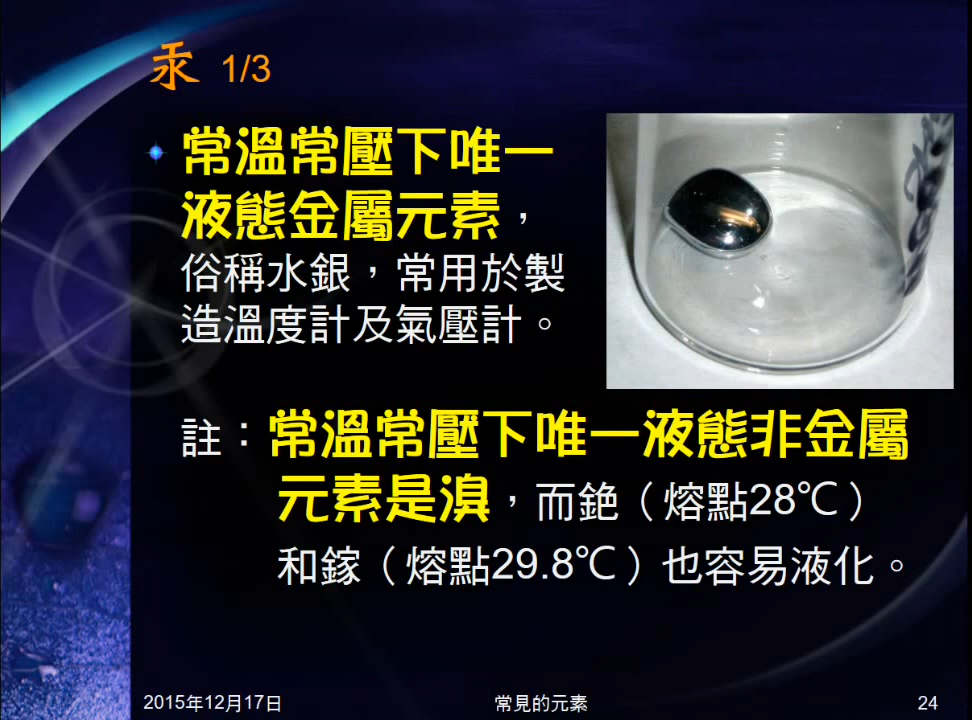 汞 1/3
常溫常壓下唯一
液態金屬元素，
俗稱水銀，常用於製
造溫度計及氣壓計。
註：常溫常壓下唯一液態非金屬
元素是溴，而銫（熔點28℃）
和鎵（熔點29.8℃）也容易液化。
2015年12月17日
常見的元素
24